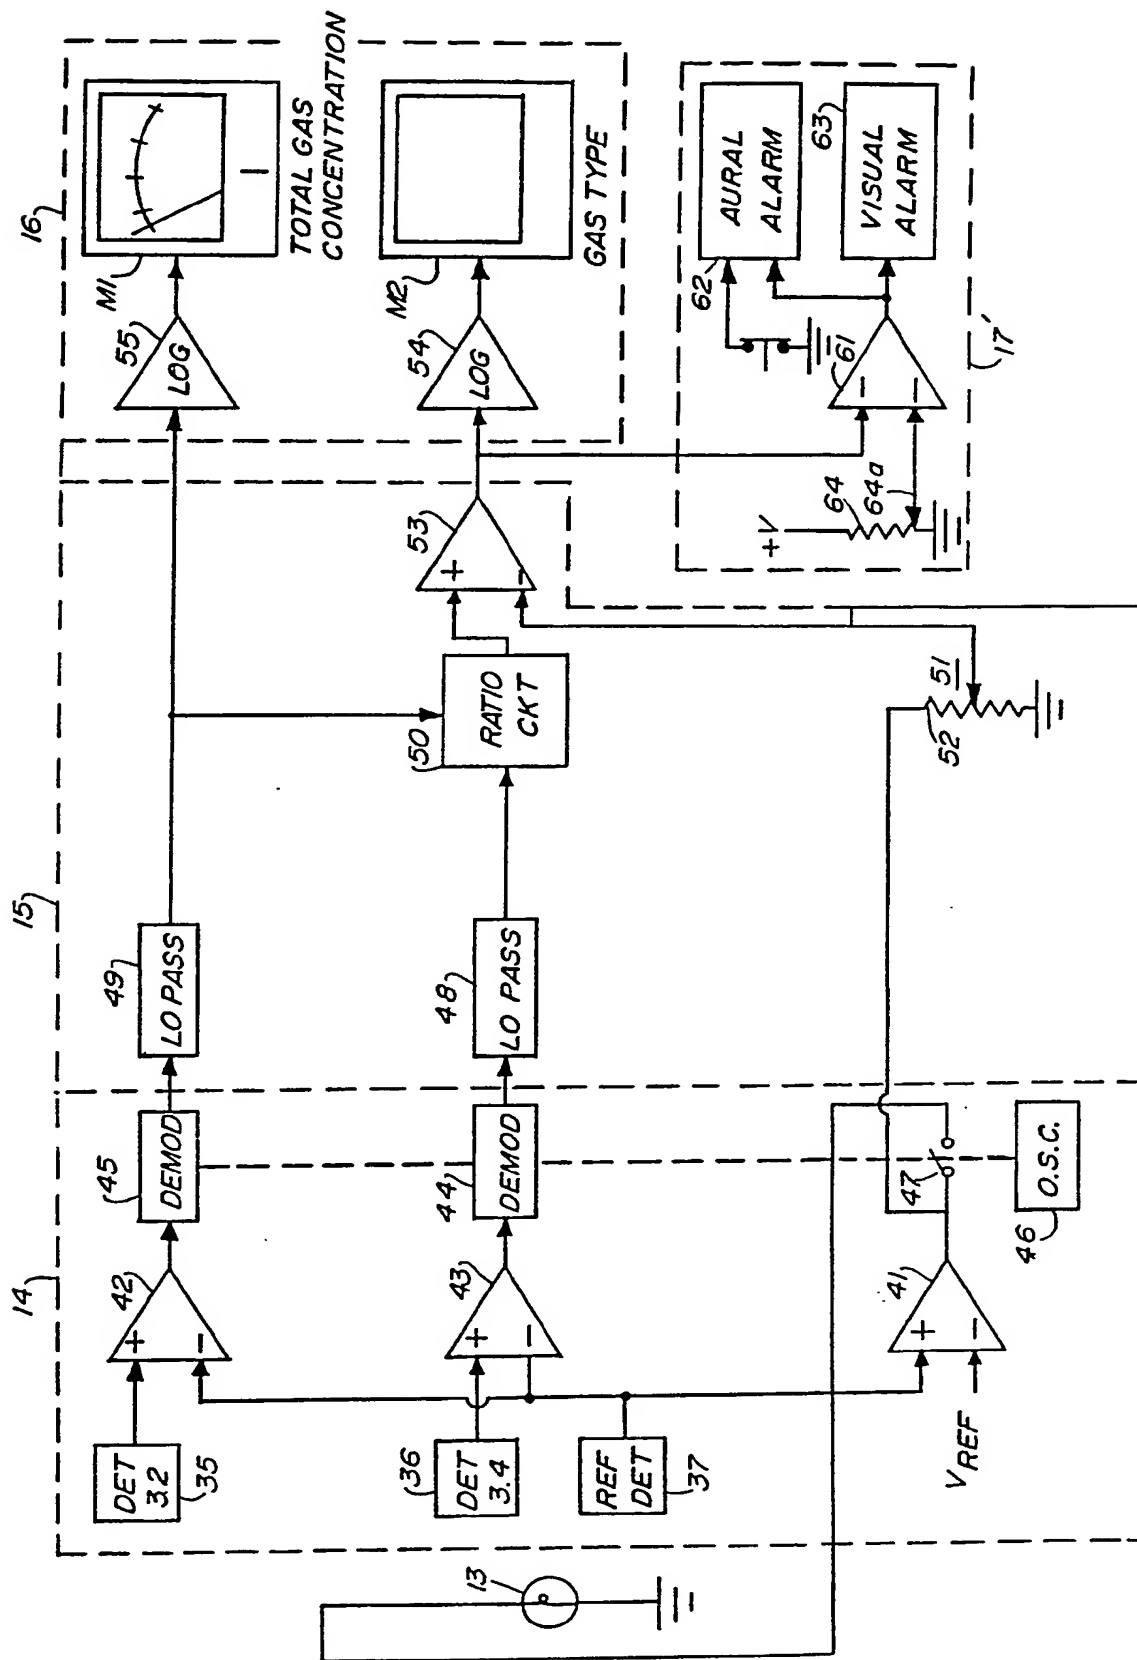 14
15
16
DET
3.2
35
42
+
−
45
DEMOD
49
LO PASS
55
LOG
M1
TOTAL GAS
CONCENTRATION
36
DET
3.4
43
+
−
44
DEMOD
48
LO PASS
50
RATIO
CKT
53
+
−
54
LOG
M2
GAS TYPE
REF
DET
37
13
VREF
41
+
−
47
46
O.S.C.
52
51
+V
64
64a
61
−
−
62
AURAL
ALARM
63
VISUAL
ALARM
17'